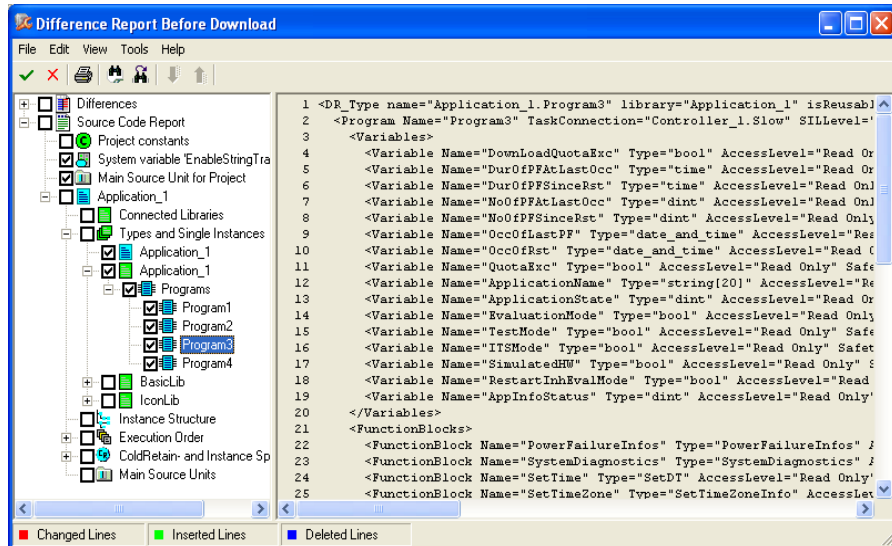 Difference Report Before Download
File Edit View Tools Help
Differences
Source Code Report
Project constants
System variable 'EnableStringTra
Main Source Unit for Project
Application_1
Connected Libraries
Types and Single Instances
Application_1
Application_1
Programs
Program1
Program2
Program3
Program4
BasicLib
IconLib
Instance Structure
Execution Order
ColdRetain- and Instance Sp
Main Source Units
1 <DR_Type name="Application_1.Program3" library="Application_1" isReusabl
2 <Program Name="Program3" TaskConnection="Controller_1.Slow" SILLevel='
3 <Variables>
4 <Variable Name="DownLoadQuotaExc" Type="bool" AccessLevel="Read Or
5 <Variable Name="DurOfPFAtLastOcc" Type="time" AccessLevel="Read Or
6 <Variable Name="DurOfPFSinceRst" Type="time" AccessLevel="Read Onl
7 <Variable Name="NoOfPFAtLastOcc" Type="dint" AccessLevel="Read Onl
8 <Variable Name="NoOfPFSinceRst" Type="dint" AccessLevel="Read Only
9 <Variable Name="OccOfLastPF" Type="date_and_time" AccessLevel="Rea
10 <Variable Name="OccOfRst" Type="date_and_time" AccessLevel="Read O
11 <Variable Name="QuotaExc" Type="bool" AccessLevel="Read Only" Safe
12 <Variable Name="ApplicationName" Type="string[20]" AccessLevel="Re
13 <Variable Name="ApplicationState" Type="dint" AccessLevel="Read Or
14 <Variable Name="EvaluationMode" Type="bool" AccessLevel="Read Only
15 <Variable Name="TestMode" Type="bool" AccessLevel="Read Only" Safe
16 <Variable Name="ITSMode" Type="bool" AccessLevel="Read Only" Safet
17 <Variable Name="SimulatedHW" Type="bool" AccessLevel="Read Only" S
18 <Variable Name="RestartInhEvalMode" Type="bool" AccessLevel="Read
19 <Variable Name="AppInfoStatus" Type="dint" AccessLevel="Read Only'
20 </Variables>
21 <FunctionBlocks>
22 <FunctionBlock Name="PowerFailureInfos" Type="PowerFailureInfos" A
23 <FunctionBlock Name="SystemDiagnostics" Type="SystemDiagnostics" A
24 <FunctionBlock Name="SetTime" Type="SetDT" AccessLevel="Read Only'
25 <FunctionBlock Name="SetTimeZone" Type="SetTimeZoneInfo" AccessLev
Changed Lines Inserted Lines Deleted Lines